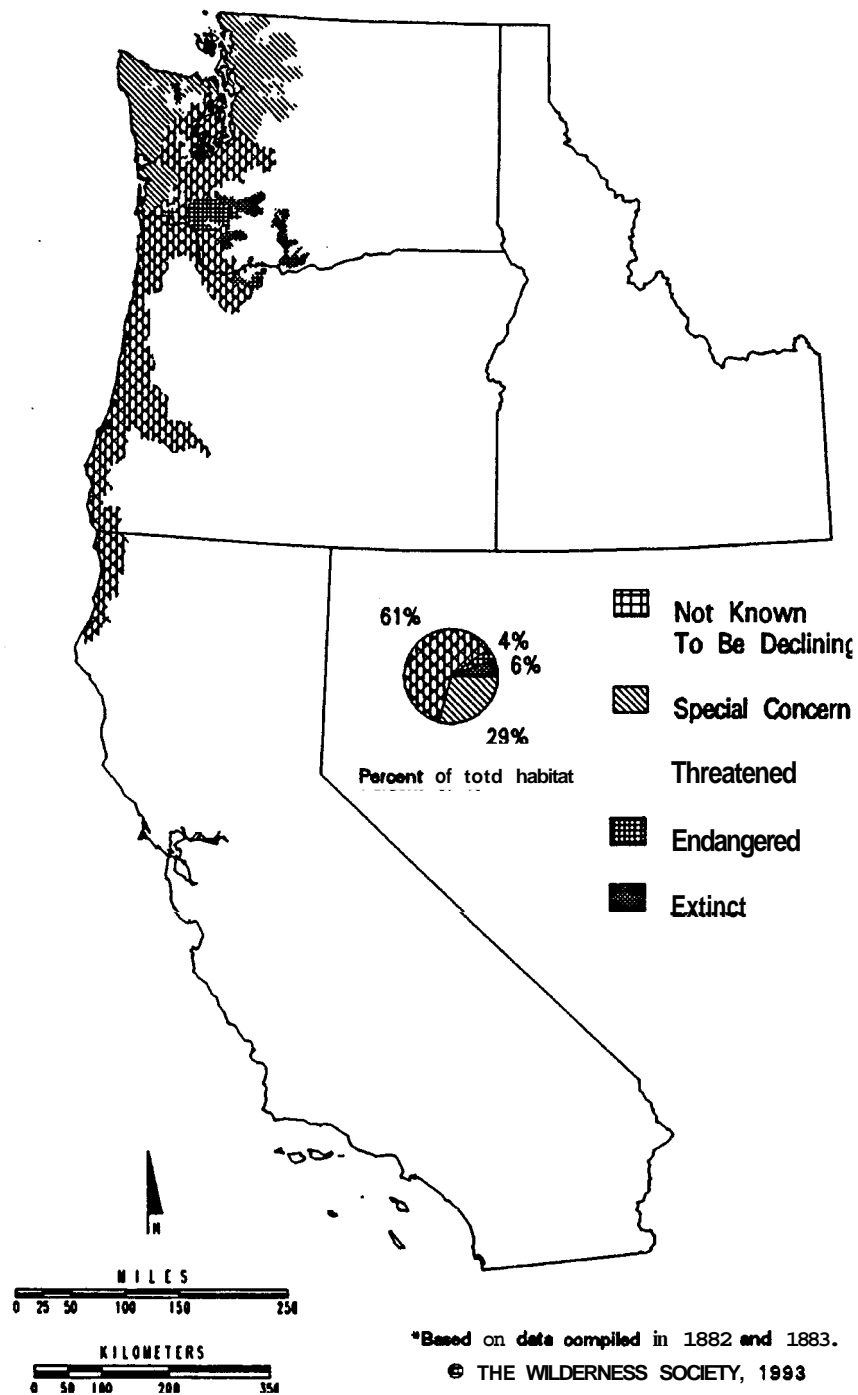 61%
4%
6%
29%
Percent of totd habitat
Not Known
To Be Declining
Special Concern
Threatened
Endangered
Extinct
N
MILES
0 25 50 100 150 250
KILOMETERS
0 50 100 200 350
*Based on data compiled in 1882 and 1883.
© THE WILDERNESS SOCIETY, 1993